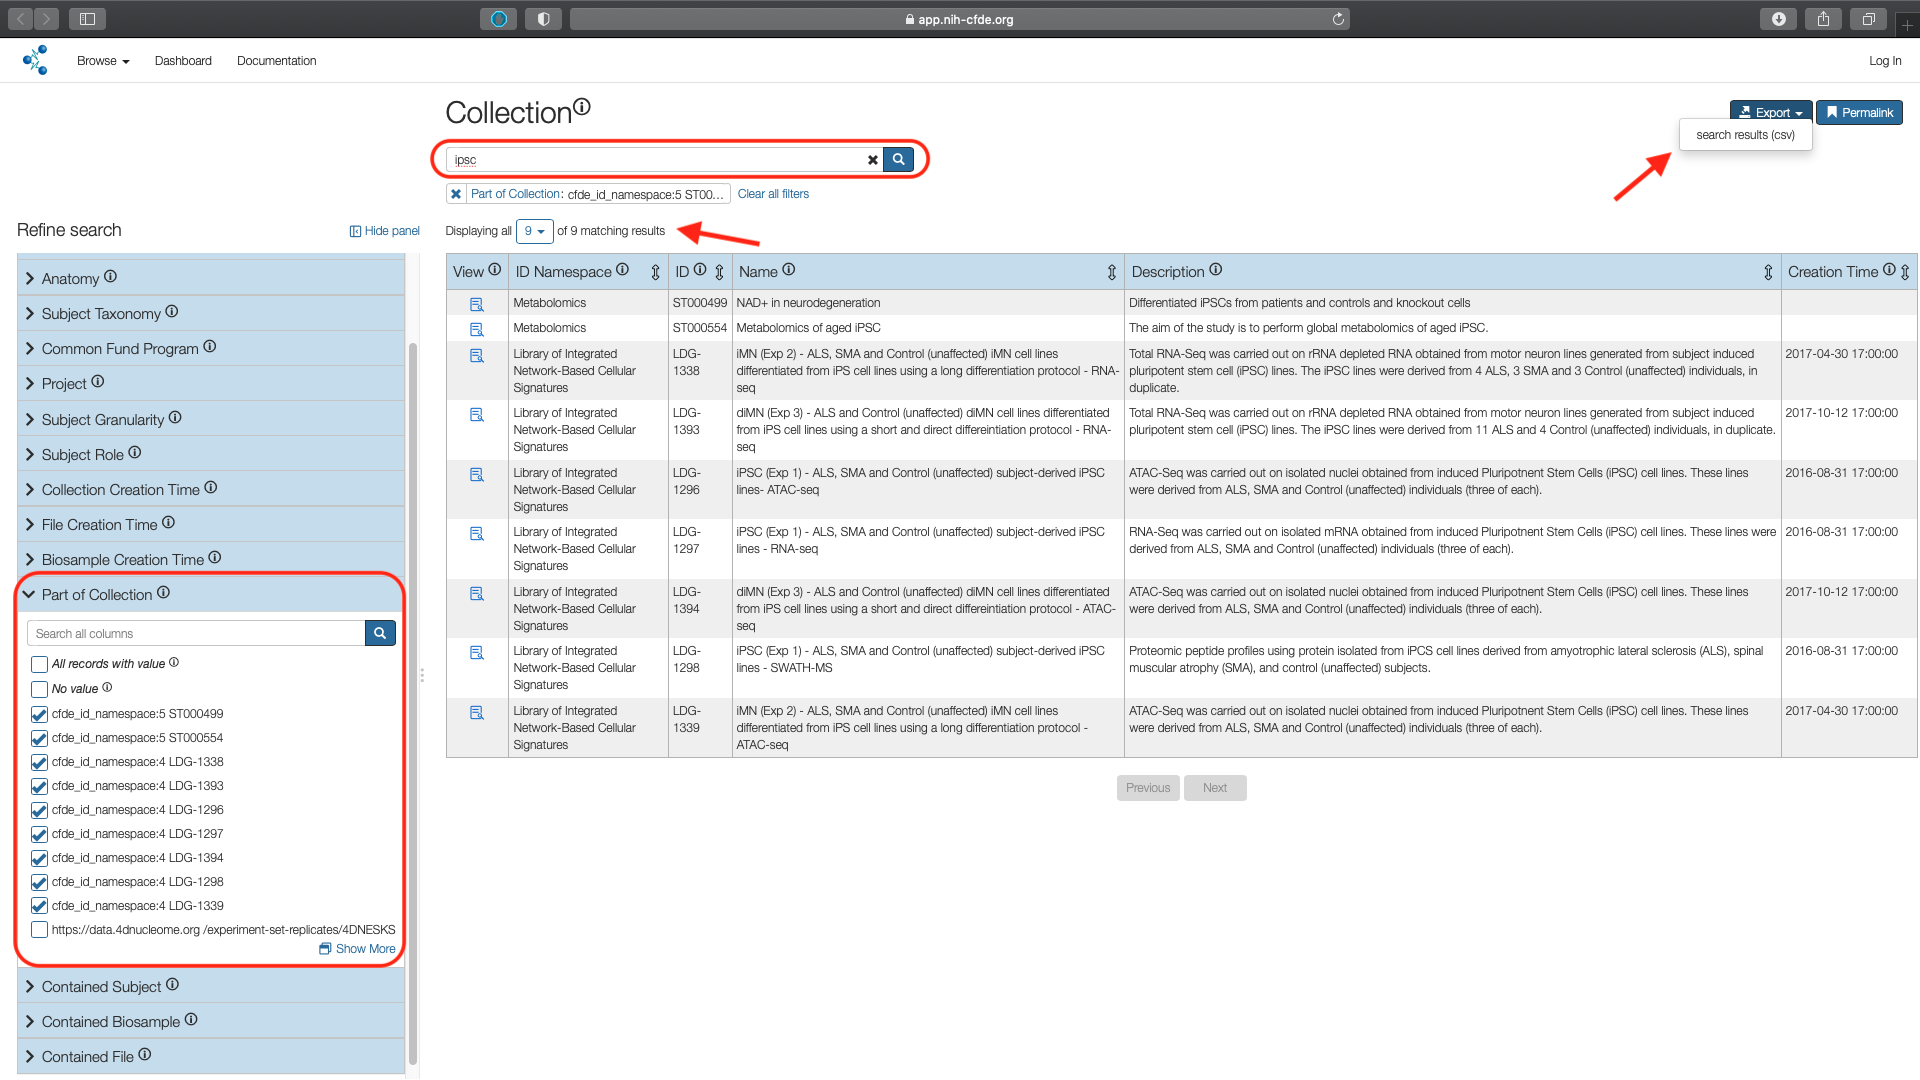 app.nih-cfde.org
Browse
Dashboard
Documentation
Log In
Collection
Export
Permalink
search results (csv)
ipsc
Part of Collection: cfde_id_namespace:5 ST00...
Clear all filters
Refine search
Hide panel
Displaying all 9 of 9 matching results
Anatomy
Subject Taxonomy
Common Fund Program
Project
Subject Granularity
Subject Role
Collection Creation Time
File Creation Time
Biosample Creation Time
Part of Collection
Search all columns
All records with value
No value
cfde_id_namespace:5 ST000499
cfde_id_namespace:5 ST000554
cfde_id_namespace:4 LDG-1338
cfde_id_namespace:4 LDG-1393
cfde_id_namespace:4 LDG-1296
cfde_id_namespace:4 LDG-1297
cfde_id_namespace:4 LDG-1394
cfde_id_namespace:4 LDG-1298
cfde_id_namespace:4 LDG-1339
https://data.4dnucleome.org /experiment-set-replicates/4DNESKS
Show More
Contained Subject
Contained Biosample
Contained File
View
ID Namespace
ID
Name
Description
Creation Time
Metabolomics
ST000499
NAD+ in neurodegeneration
Differentiated iPSCs from patients and controls and knockout cells
Metabolomics
ST000554
Metabolomics of aged iPSC
The aim of the study is to perform global metabolomics of aged iPSC.
Library of Integrated
Network-Based Cellular
Signatures
LDG-
1338
iMN (Exp 2) - ALS, SMA and Control (unaffected) iMN cell lines
differentiated from iPS cell lines using a long differentiation protocol - RNA-
seq
Total RNA-Seq was carried out on rRNA depleted RNA obtained from motor neuron lines generated from subject induced
pluripotent stem cell (iPSC) lines. The iPSC lines were derived from 4 ALS, 3 SMA and 3 Control (unaffected) individuals, in
duplicate.
2017-04-30 17:00:00
Library of Integrated
Network-Based Cellular
Signatures
LDG-
1393
diMN (Exp 3) - ALS and Control (unaffected) diMN cell lines differentiated
from iPS cell lines using a short and direct differeintiation protocol - RNA-
seq
Total RNA-Seq was carried out on rRNA depleted RNA obtained from motor neuron lines generated from subject induced
pluripotent stem cell (iPSC) lines. The iPSC lines were derived from 11 ALS and 4 Control (unaffected) individuals, in duplicate.
2017-10-12 17:00:00
Library of Integrated
Network-Based Cellular
Signatures
LDG-
1296
iPSC (Exp 1) - ALS, SMA and Control (unaffected) subject-derived iPSC
lines- ATAC-seq
ATAC-Seq was carried out on isolated nuclei obtained from induced Pluripotnent Stem Cells (iPSC) cell lines. These lines
were derived from ALS, SMA and Control (unaffected) individuals (three of each).
2016-08-31 17:00:00
Library of Integrated
Network-Based Cellular
Signatures
LDG-
1297
iPSC (Exp 1) - ALS, SMA and Control (unaffected) subject-derived iPSC
lines - RNA-seq
RNA-Seq was carried out on isolated mRNA obtained from induced Pluripotnent Stem Cells (iPSC) cell lines. These lines were
derived from ALS, SMA and Control (unaffected) individuals (three of each).
2016-08-31 17:00:00
Library of Integrated
Network-Based Cellular
Signatures
LDG-
1394
diMN (Exp 3) - ALS and Control (unaffected) diMN cell lines differentiated
from iPS cell lines using a short and direct differeintiation protocol - ATAC-
seq
ATAC-Seq was carried out on isolated nuclei obtained from induced Pluripotnent Stem Cells (iPSC) cell lines. These lines
were derived from ALS, SMA and Control (unaffected) individuals (three of each).
2017-10-12 17:00:00
Library of Integrated
Network-Based Cellular
Signatures
LDG-
1298
iPSC (Exp 1) - ALS, SMA and Control (unaffected) subject-derived iPSC
lines - SWATH-MS
Proteomic peptide profiles using protein isolated from iPCS cell lines derived from amyotrophic lateral sclerosis (ALS), spinal
muscular atrophy (SMA), and control (unaffected) subjects.
2016-08-31 17:00:00
Library of Integrated
Network-Based Cellular
Signatures
LDG-
1339
iMN (Exp 2) - ALS, SMA and Control (unaffected) iMN cell lines
differentiated from iPS cell lines using a long differentiation protocol -
ATAC-seq
ATAC-Seq was carried out on isolated nuclei obtained from induced Pluripotnent Stem Cells (iPSC) cell lines. These lines
were derived from ALS, SMA and Control (unaffected) individuals (three of each).
2017-04-30 17:00:00
Previous
Next